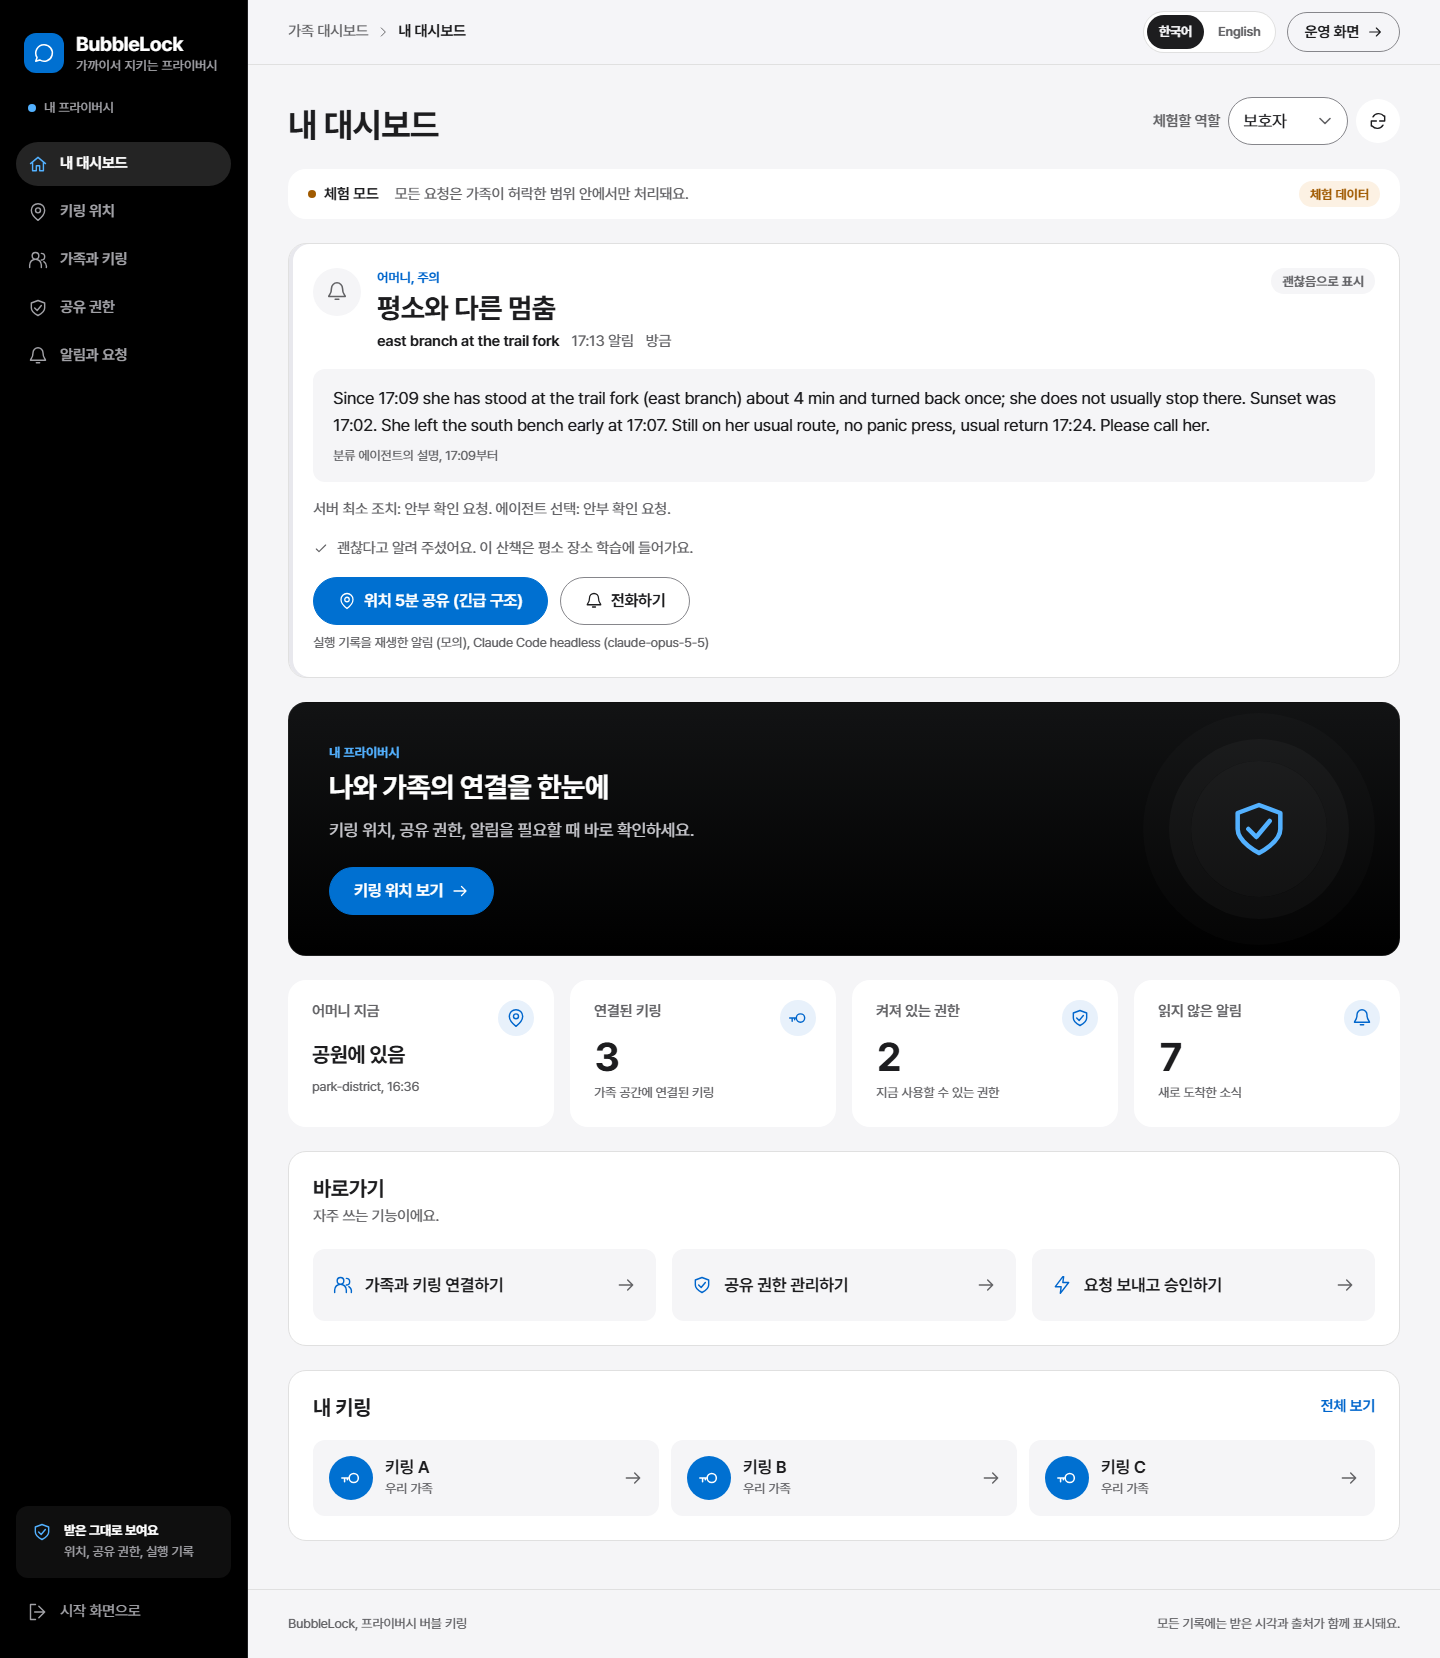 BubbleLock
가까이서 지키는 프라이버시
내 프라이버시
내 대시보드
키링 위치
가족과 키링
공유 권한
알림과 요청
받은 그대로 보여요
위치, 공유 권한, 실행 기록
시작 화면으로
가족 대시보드
내 대시보드
한국어
English
운영 화면
내 대시보드
체험할 역할
보호자
체험 모드
모든 요청은 가족이 허락한 범위 안에서만 처리돼요.
체험 데이터
어머니, 주의
평소와 다른 멈춤
east branch at the trail fork 17:13 알림 방금
괜찮음으로 표시
Since 17:09 she has stood at the trail fork (east branch) about 4 min and turned back once; she does not usually stop there. Sunset was
17:02. She left the south bench early at 17:07. Still on her usual route, no panic press, usual return 17:24. Please call her.
분류 에이전트의 설명, 17:09부터
서버 최소 조치: 안부 확인 요청. 에이전트 선택: 안부 확인 요청.
괜찮다고 알려 주셨어요. 이 산책은 평소 장소 학습에 들어가요.
위치 5분 공유 (긴급 구조)
전화하기
실행 기록을 재생한 알림 (모의), Claude Code headless (claude-opus-5-5)
내 프라이버시
나와 가족의 연결을 한눈에
키링 위치, 공유 권한, 알림을 필요할 때 바로 확인하세요.
키링 위치 보기
어머니 지금
공원에 있음
park-district, 16:36
연결된 키링
3
가족 공간에 연결된 키링
켜져 있는 권한
2
지금 사용할 수 있는 권한
읽지 않은 알림
7
새로 도착한 소식
바로가기
자주 쓰는 기능이에요.
가족과 키링 연결하기
공유 권한 관리하기
요청 보내고 승인하기
내 키링
전체 보기
키링 A
우리 가족
키링 B
우리 가족
키링 C
우리 가족
BubbleLock, 프라이버시 버블 키링
모든 기록에는 받은 시각과 출처가 함께 표시돼요.